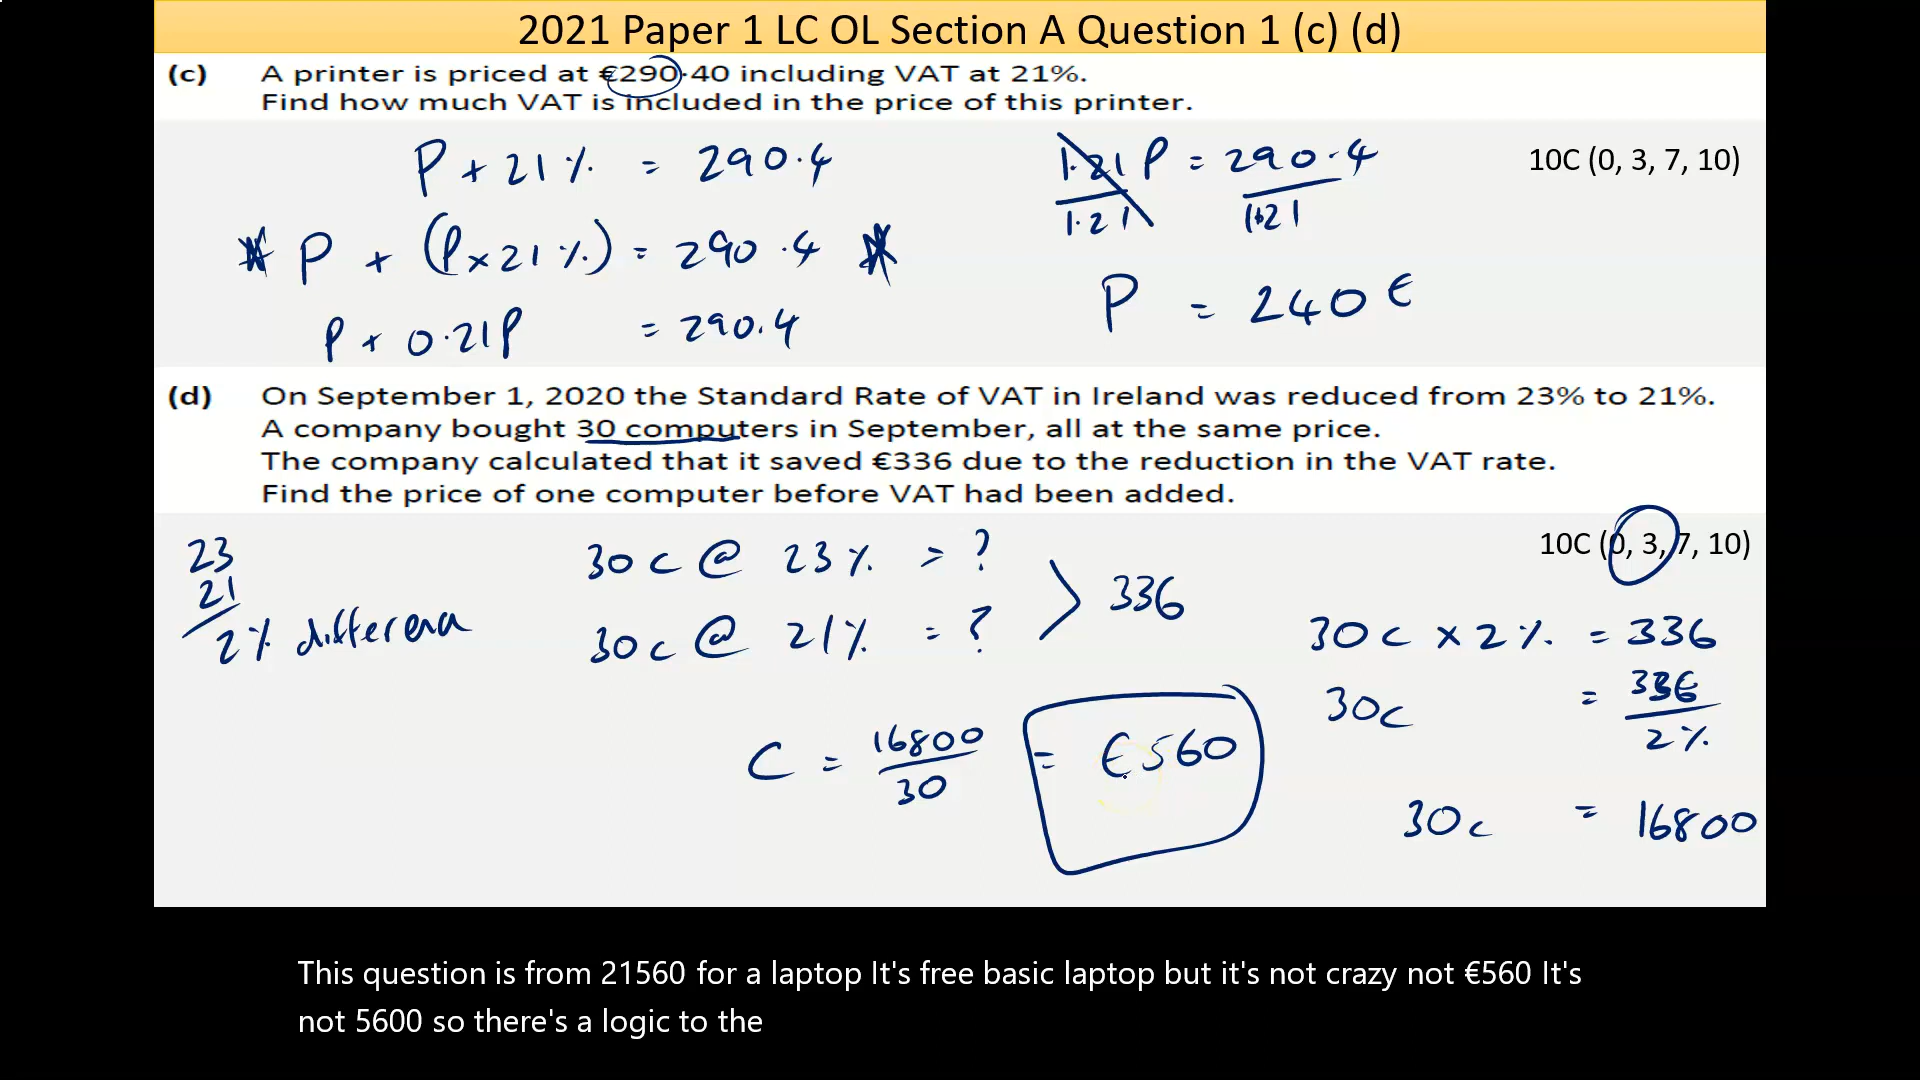 2021 Paper 1 LC OL Section A Question 1 (c) (d)
(c) A printer is priced at €290·40 including VAT at 21%.
Find how much VAT is included in the price of this printer.
10C (0, 3, 7, 10)
P + 21% = 290.4
* P + (P × 21%) = 290.4 *
P + 0.21P = 290.4
1.21P = 290.4
1.21 1.21
P = 240 €
(d) On September 1, 2020 the Standard Rate of VAT in Ireland was reduced from 23% to 21%.
A company bought 30 computers in September, all at the same price.
The company calculated that it saved €336 due to the reduction in the VAT rate.
Find the price of one computer before VAT had been added.
10C (0, 3, 7, 10)
23
21
2% differena
30 c @ 23% = ?
30 c @ 21% = ?
> 336
30 c × 2% = 336
30c = 336
2%
30c = 16800
C = 16800 = €560
30
This question is from 21560 for a laptop It's free basic laptop but it's not crazy not €560 It's
not 5600 so there's a logic to the